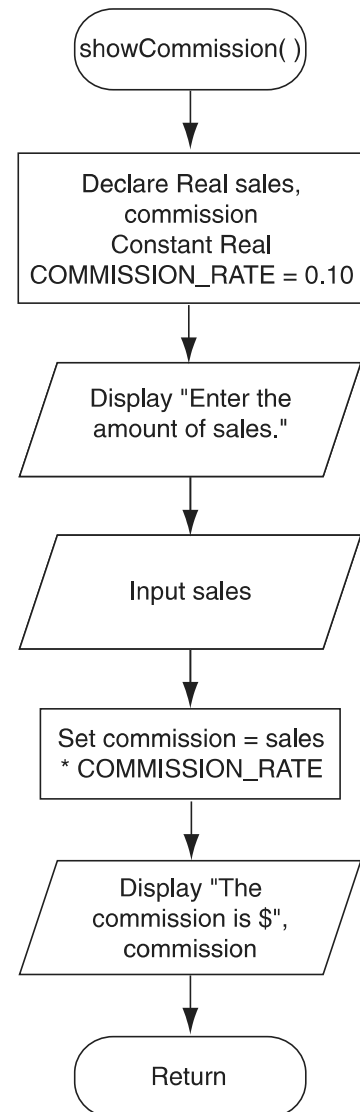 showCommission( )
Declare Real sales,
commission
Constant Real
COMMISSION_RATE = 0.10
Display "Enter the
amount of sales."
Input sales
Set commission = sales
* COMMISSION_RATE
Display "The
commission is $",
commission
Return